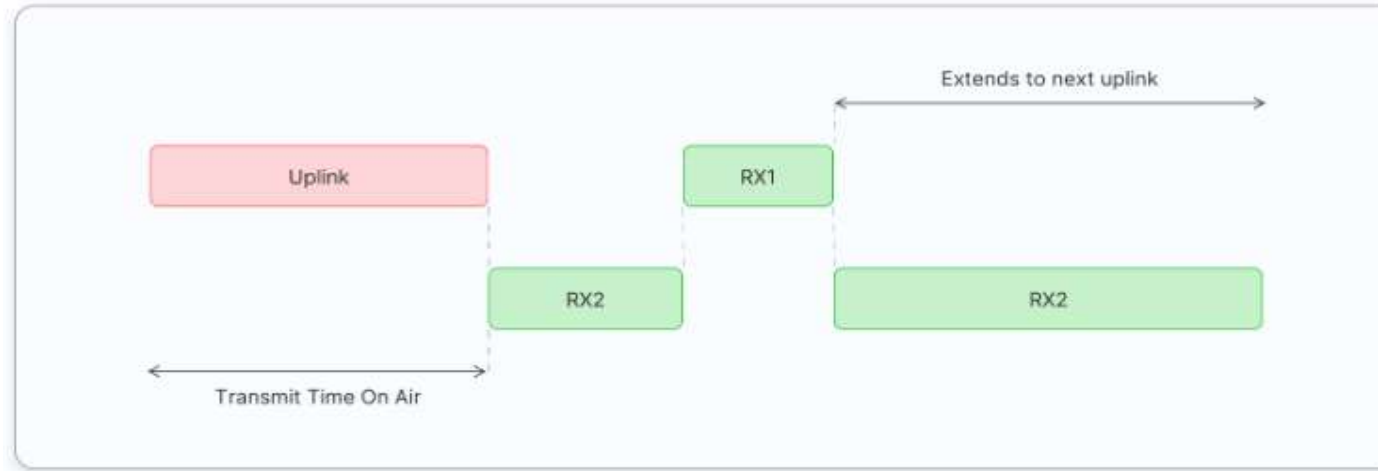 Extends to next uplink
Uplink
RX1
RX2
RX2
Transmit Time On Air